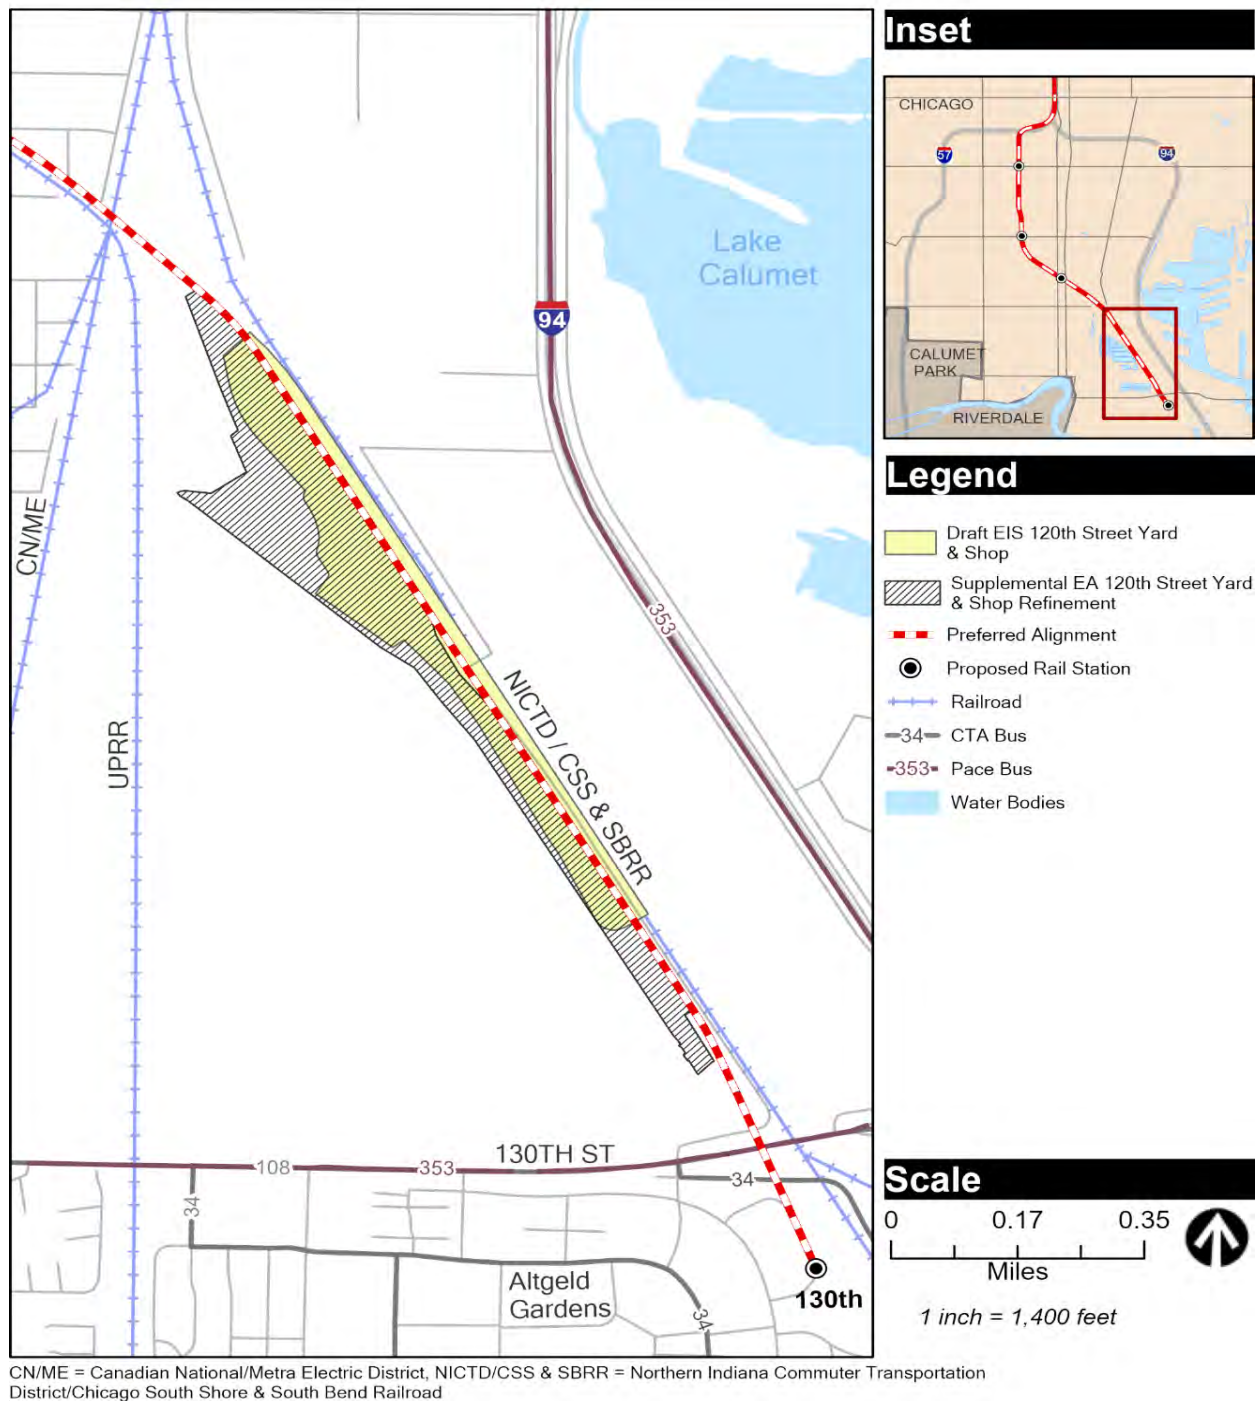 Lake
Calumet
94
353
CN/ME
UPRR
NICTD / CSS & SBRR
130TH ST
108
353
34
34
Altgeld
Gardens
34
130th
Inset
CHICAGO
57
94
CALUMET
PARK
RIVERDALE
Legend
Draft EIS 120th Street Yard
& Shop
Supplemental EA 120th Street Yard
& Shop Refinement
Preferred Alignment
Proposed Rail Station
Railroad
34 CTA Bus
353 Pace Bus
Water Bodies
Scale
0 0.17 0.35
Miles
1 inch = 1,400 feet
CN/ME = Canadian National/Metra Electric District, NICTD/CSS & SBRR = Northern Indiana Commuter Transportation
District/Chicago South Shore & South Bend Railroad